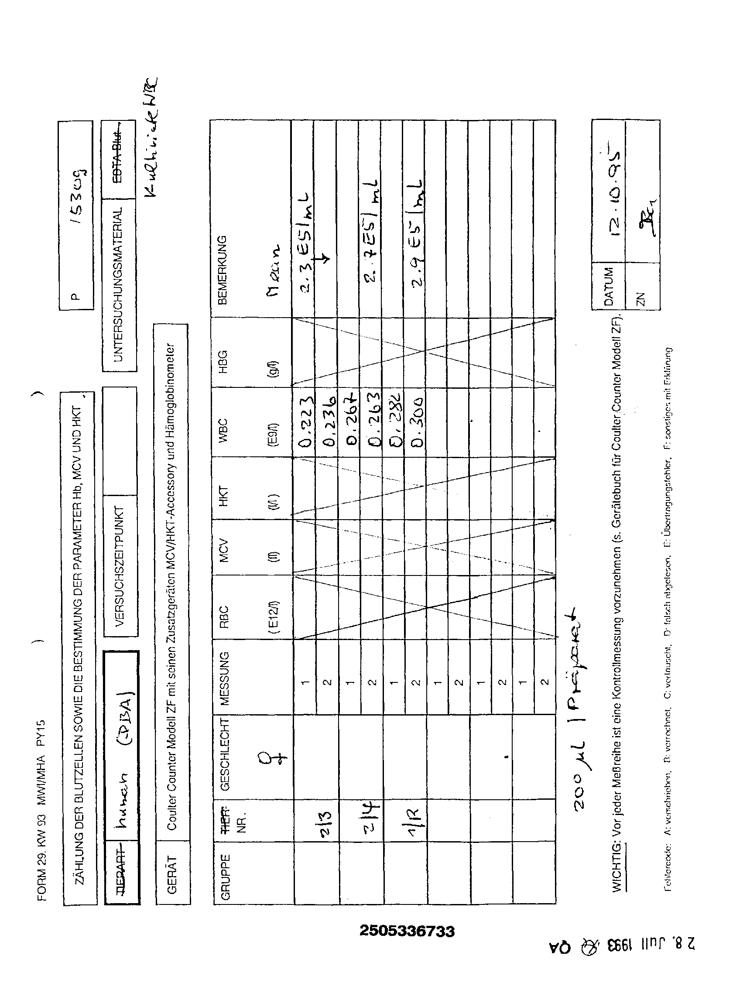 FORM 29. KW 93 MWI/MHA PY15
ZÄHLUNG DER BLUTZELLEN SOWIE DIE BESTIMMUNG DER PARAMETER Hb, MCV UND HKT.
P 1530g
TIERART human (DBA)
VERSUCHSZEITPUNKT
UNTERSUCHUNGSMATERIAL EDTA-Blut
Kultivierte WBC
GERÄT Coulter Counter Modell ZF mit seinen Zusatzgeräten MCV/HKT-Accessory und Hämoglobinometer
GRUPPE TIER- NR. GESCHLECHT MESSUNG RBC MCV HKT WBC HBG BEMERKUNG
♀ (E12/l) (fl) (l/l) (E9/l) (g/l) Mean
1 0.223 2.3 E5/mL
2/3 2 0.236
1 0.267
2/4 2 0.263 2.7 E5/mL
1 0.282
1/R 2 0.300 2.9 E5/mL
1
2
1
2
1
2
200 µL / Präparat
WICHTIG: Vor jeder Meßreihe ist eine Kontrollmessung vorzunehmen (s. Gerätebuch für Coulter Counter Modell ZF).
DATUM 12.10.95
ZN
Fehlercode: A: verschrieben, B: verrechnet, C: vertauscht, D: falsch abgelesen, E: Übertragungsfehler, F: sonstiges mit Erklärung
2505336733
28. Juli 1993 QA